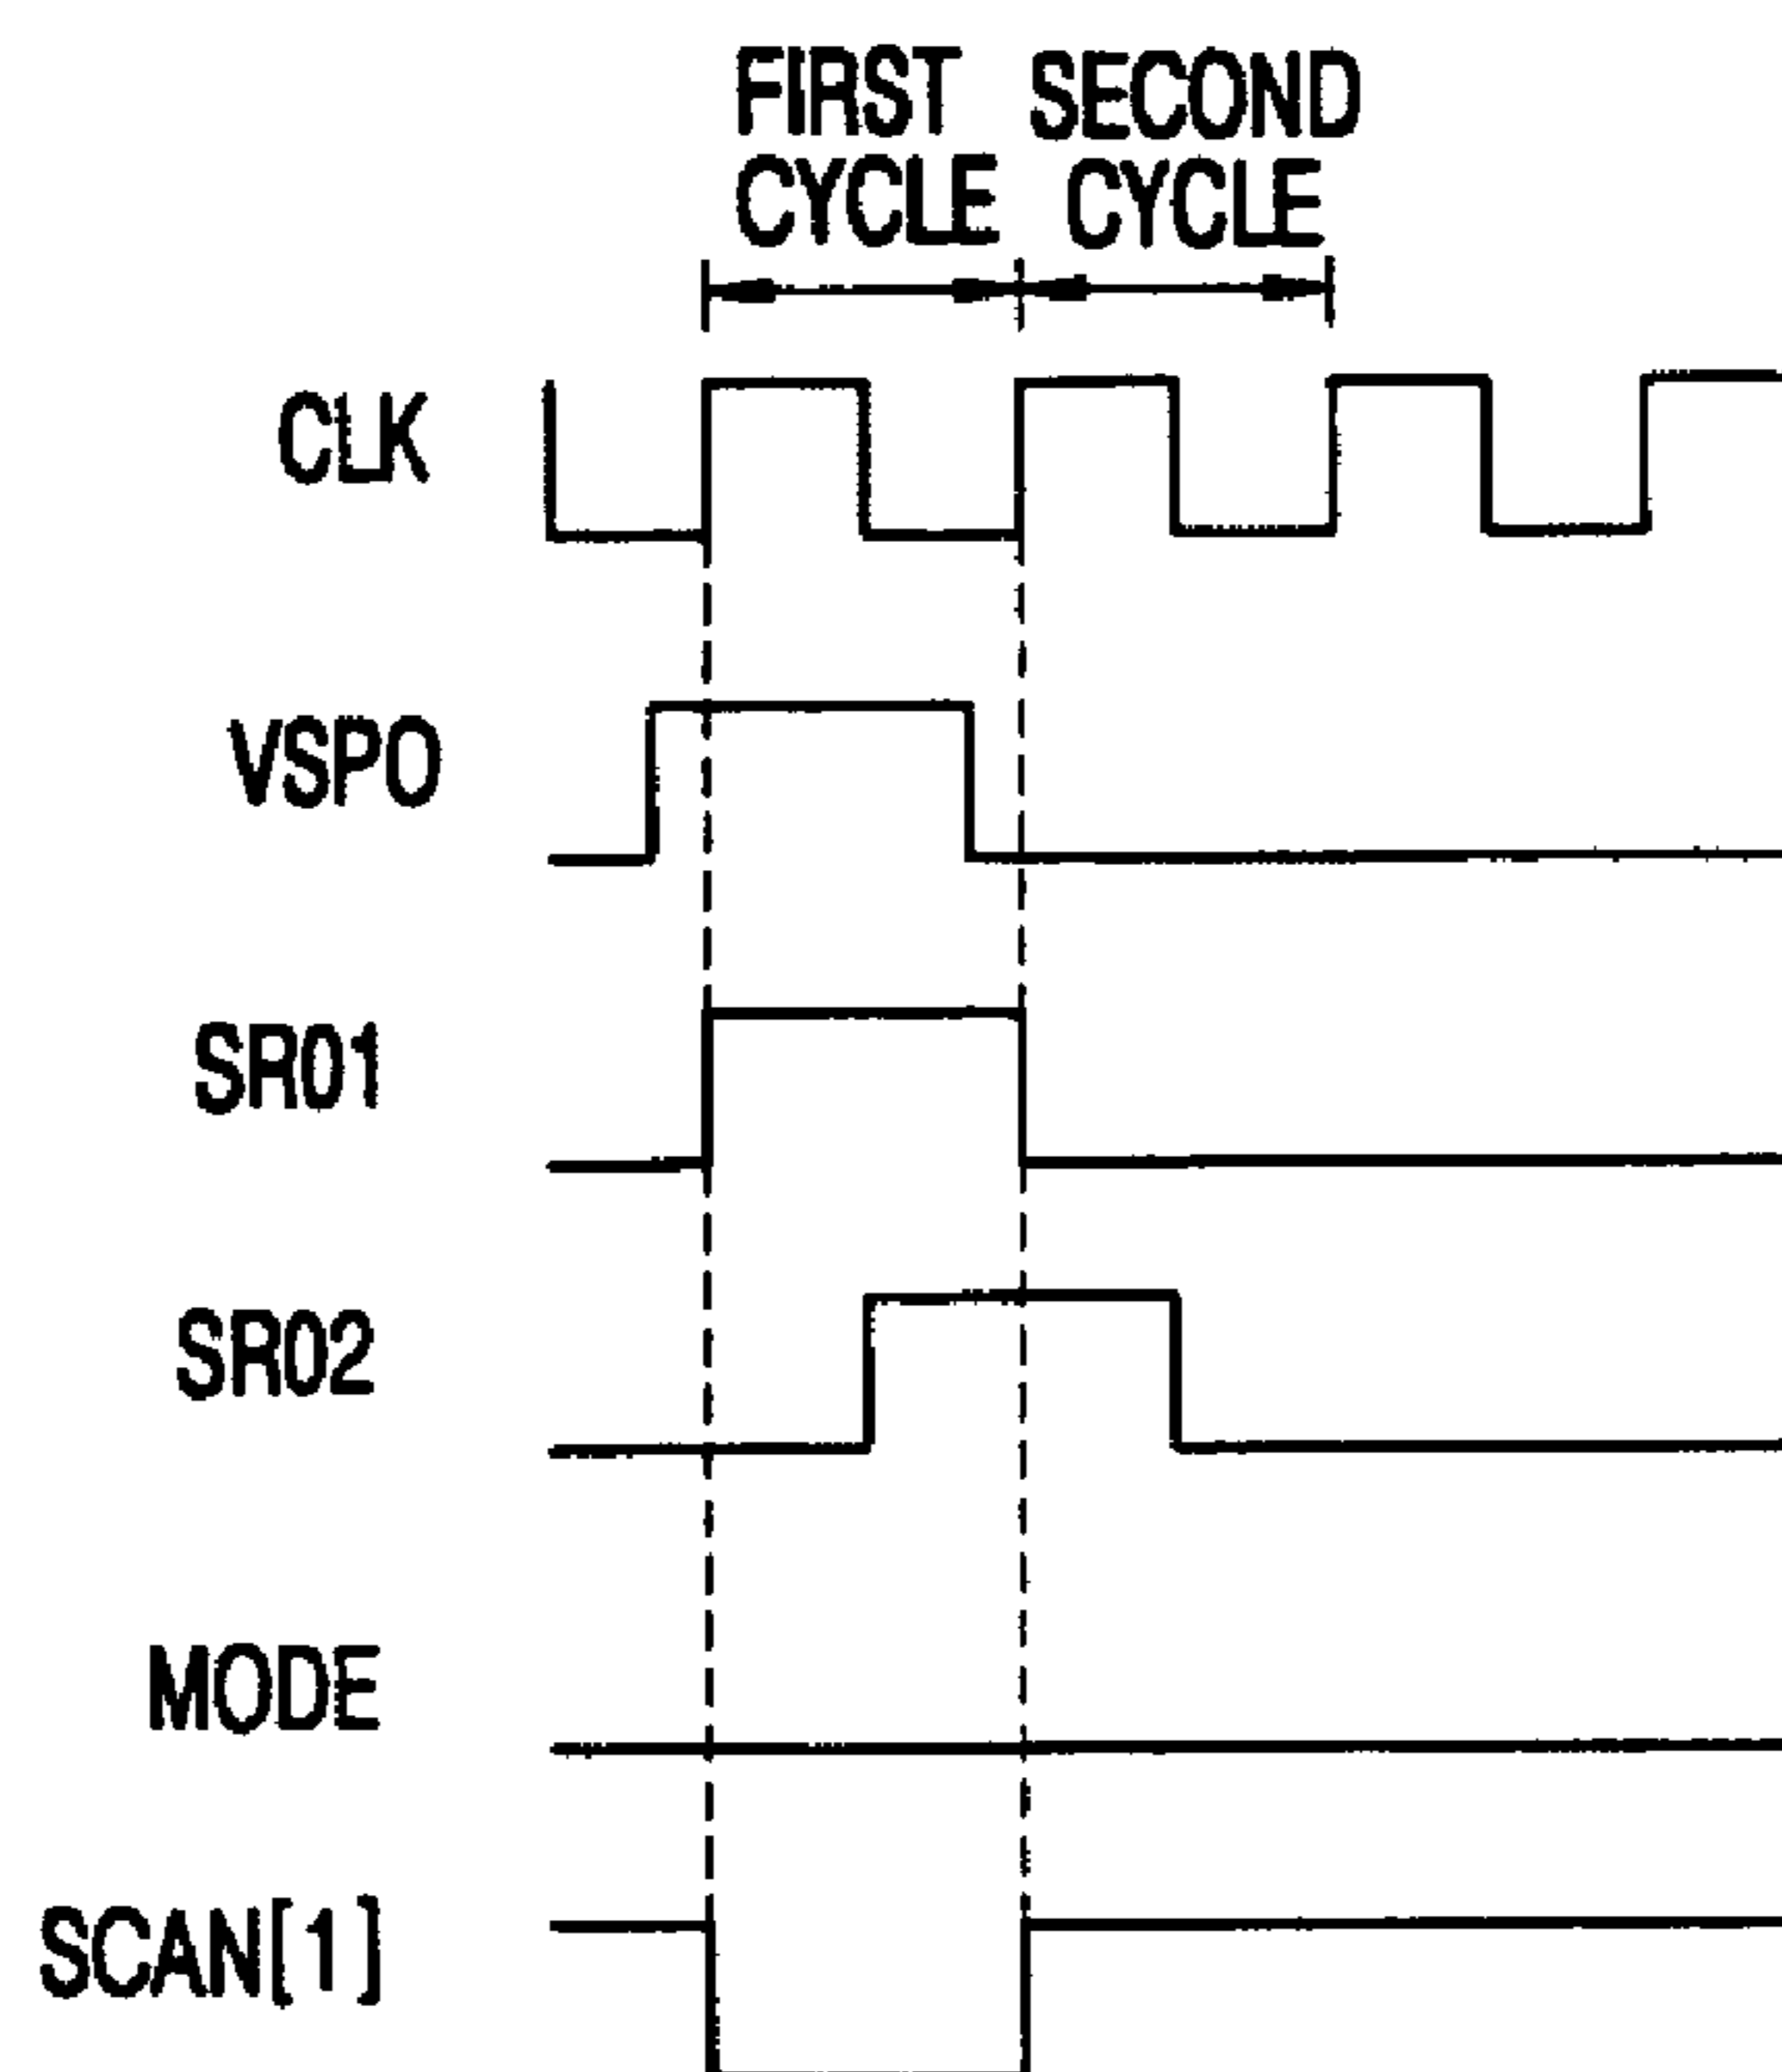 FIRST SECOND
CYCLE CYCLE
CLK
VSPO
SR01
SR02
MODE
SCAN[1]